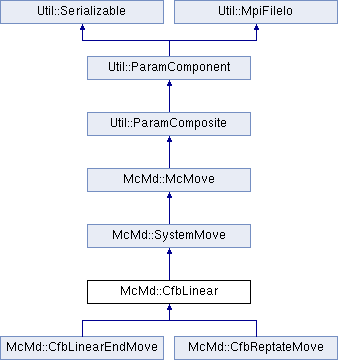 Util::Serializable
Util::MpiFileIo
Util::ParamComponent
Util::ParamComposite
McMd::McMove
McMd::SystemMove
McMd::CfbLinear
McMd::CfbLinearEndMove
McMd::CfbReptateMove